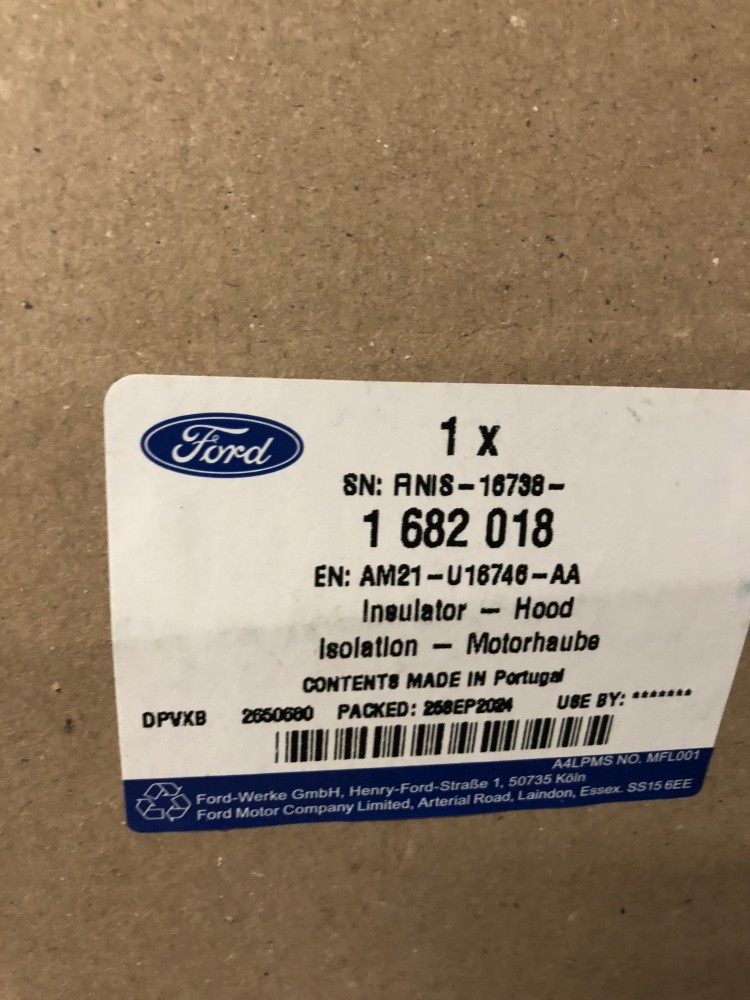 Ford
1 x
SN: FINIS-16738-
1 682 018
EN: AM21-U16746-AA
Insulator - Hood
Isolation - Motorhaube
CONTENTS MADE IN Portugal
DPVXB 2650680 PACKED: 26SEP2024 USE BY: *******
A4LPMS NO. MFL001
Ford-Werke GmbH, Henry-Ford-Straße 1, 50735 Köln
Ford Motor Company Limited, Arterial Road, Laindon, Essex. SS15 6EE